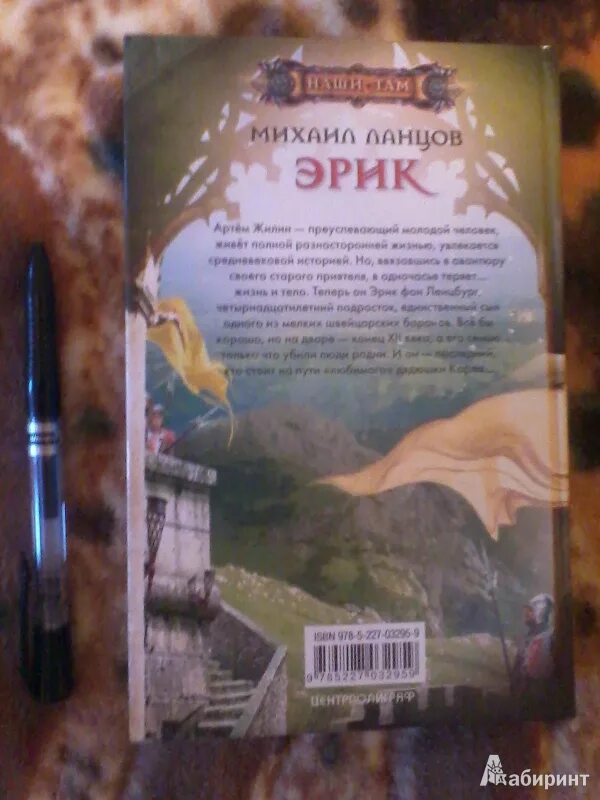 НАШИ ТАМ
МИХАИЛ ЛАНЦОВ
ЭРИК
Артём Жилин — преуспевающий молодой человек,
живёт полной разносторонней жизнью, увлекается
средневековой историей. Но, ввязавшись в авантюру
своего старого приятеля, в одночасье теряет...
жизнь и тело. Теперь он Эрик фон Ленцбург,
четырнадцатилетний подросток, единственный сын
одного из мелких швейцарских баронов. Всё бы
хорошо, но на дворе — конец XII века, а его семью
только что убили люди родни. И он — последний,
кто стоит на пути «любимого» дядюшки Карла...
ISBN 978-5-227-03295-9
9 785227 032959
ЦЕНТРПОЛИГРАФ
Лабиринт